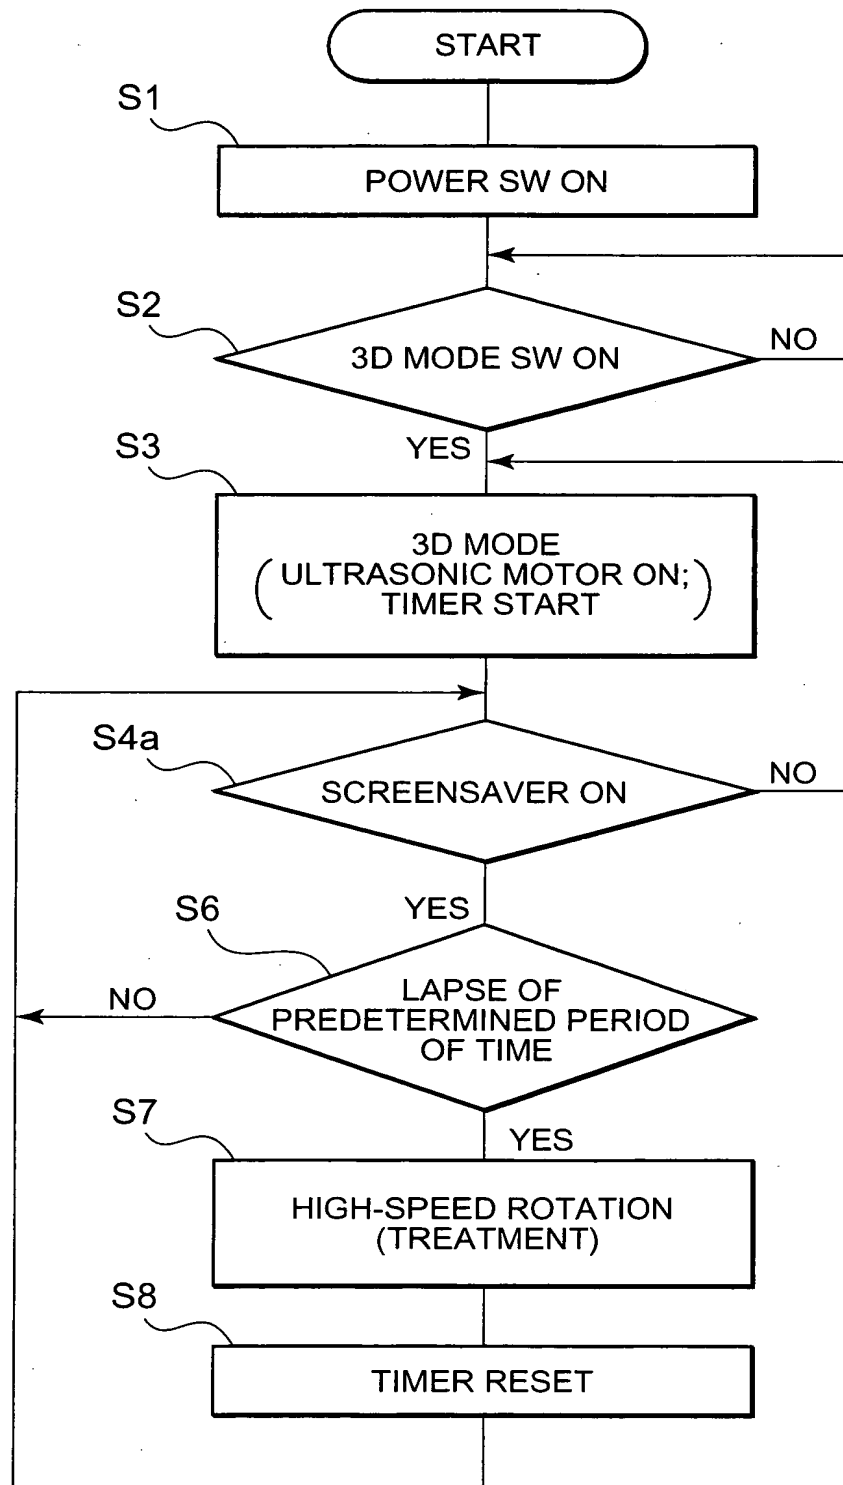 START
S1
POWER SW ON
S2
3D MODE SW ON
NO
YES
S3
3D MODE
( ULTRASONIC MOTOR ON; )
TIMER START
S4a
SCREENSAVER ON
NO
YES
S6
LAPSE OF
PREDETERMINED PERIOD
OF TIME
NO
YES
S7
HIGH-SPEED ROTATION
(TREATMENT)
S8
TIMER RESET